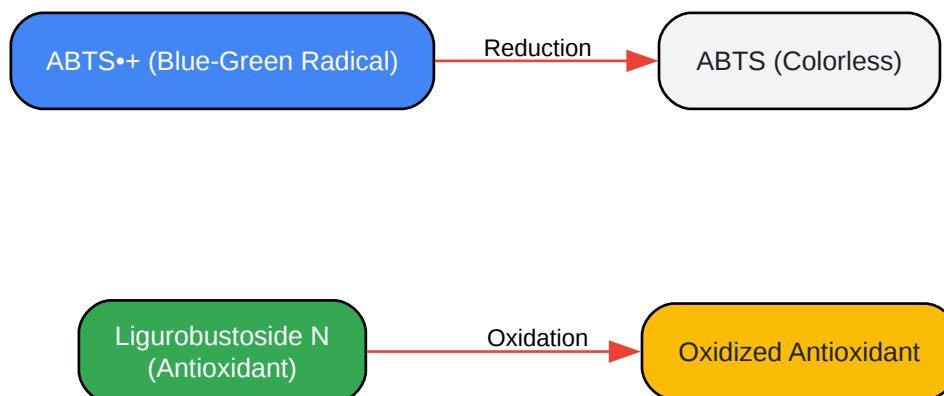 ABTS•+ (Blue-Green Radical)
Reduction
ABTS (Colorless)
Ligurobustoside N
(Antioxidant)
Oxidation
Oxidized Antioxidant